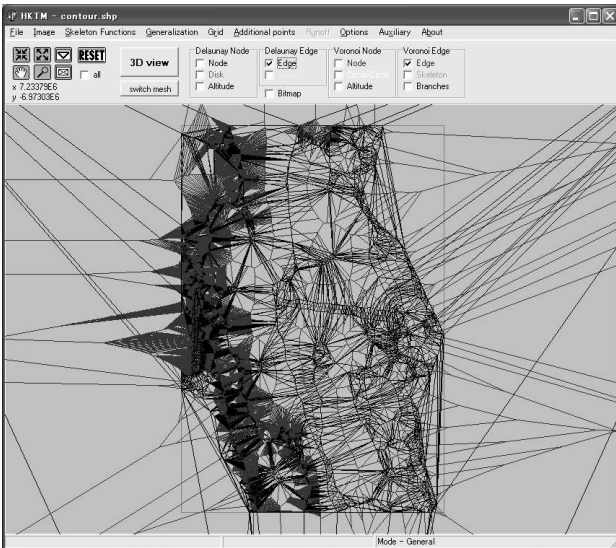 HKTM - contour.shp
File Image Skeleton Functions Generalization Grid Additional points Runoff Options Auxiliary About
RESET
all
x 7.23379E6
y -6.97303E6
3D view
switch mesh
Delaunay Node
Node
Disk
Altitude
Delaunay Edge
Edge
Bitmap
Voronoi Node
Node
CircumCircle
Altitude
Voronoi Edge
Edge
Skeleton
Branches
Mode - General